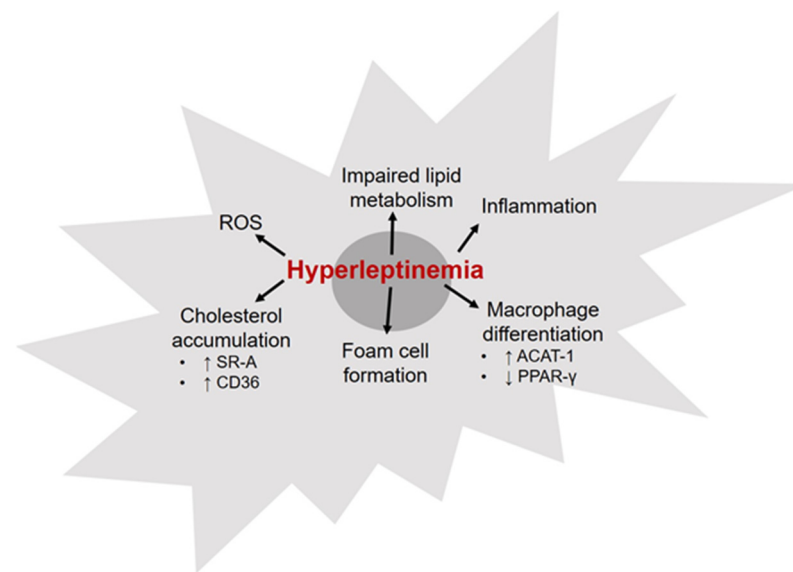 Impaired lipid
metabolism
Inflammation
ROS
Hyperleptinemia
Cholesterol
accumulation
• ↑ SR-A
• ↑ CD36
Foam cell
formation
Macrophage
differentiation
• ↑ ACAT-1
• ↓ PPAR-γ